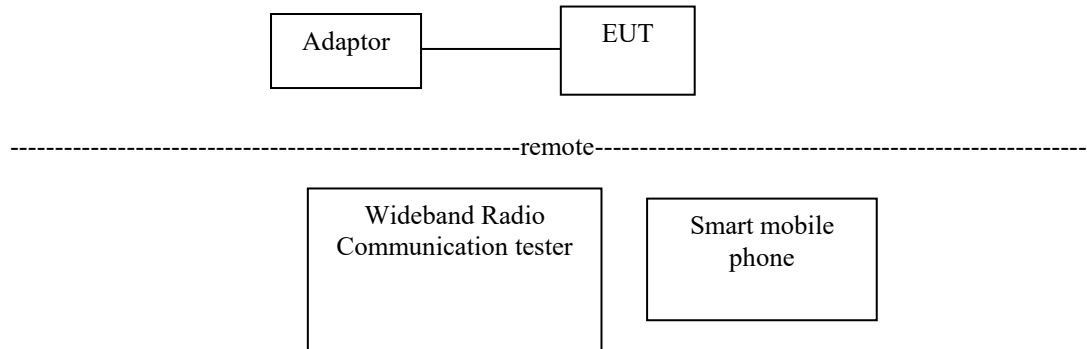 Adaptor
EUT
------------------------------------------------------------remote----------------------------------------------------------
Wideband Radio
Communication tester
Smart mobile
phone